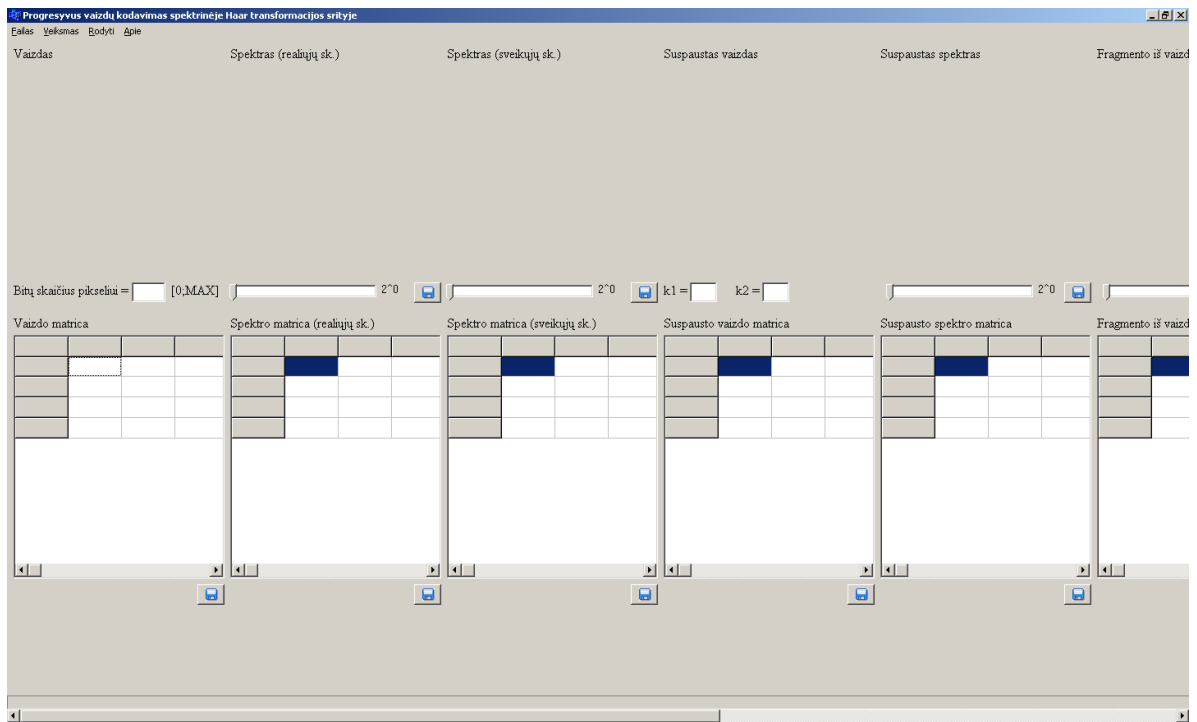 Progresyvus vaizdų kodavimas spektrinėje Haar transformacijos srityje
Failas Veiksmas Rodyti Apie
Vaizdas Spektras (realiųjų sk.) Spektras (sveikųjų sk.) Suspaustas vaizdas Suspaustas spektras Fragmento iš vaizd
Bitų skaičius pikseliui = [0;MAX] 2^0 2^0 k1 = k2 = 2^0
Vaizdo matrica Spektro matrica (realiųjų sk.) Spektro matrica (sveikųjų sk.) Suspausto vaizdo matrica Suspausto spektro matrica Fragmento iš vaizd